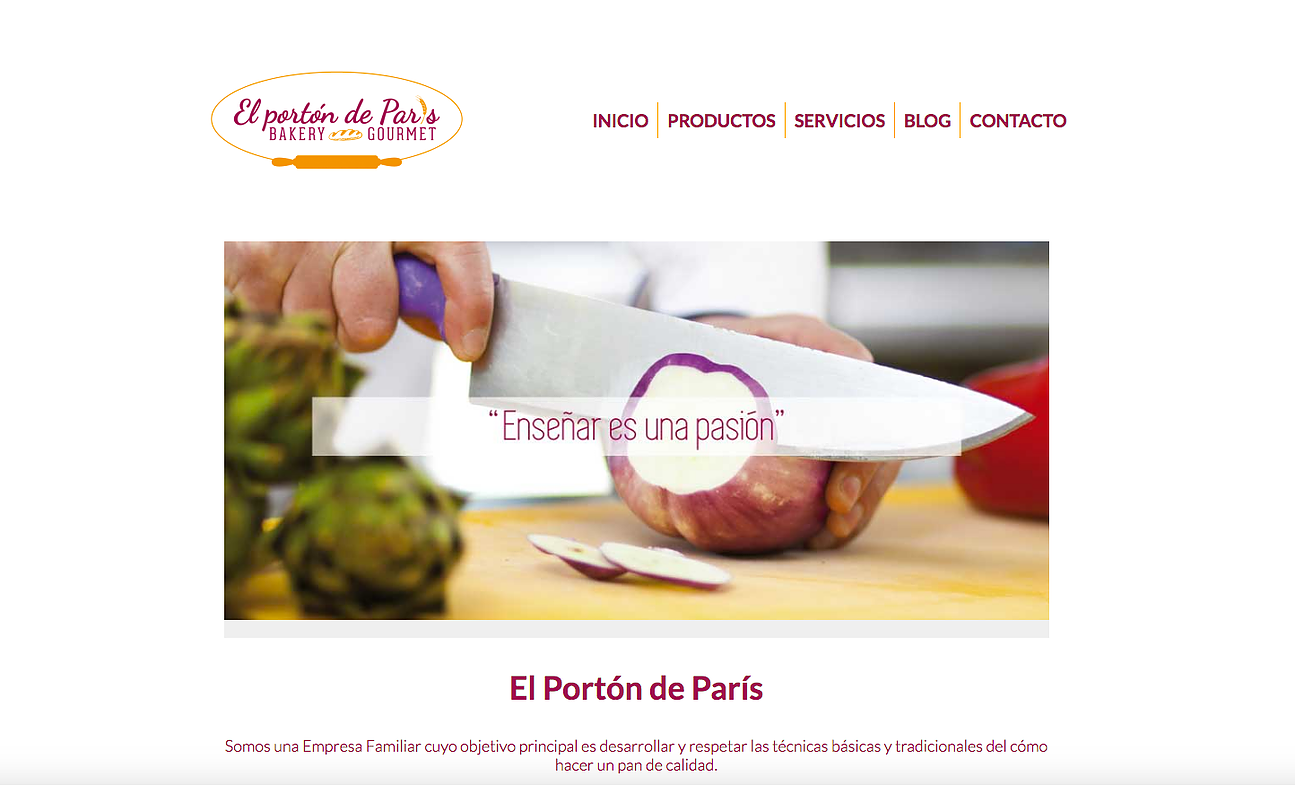 El portón de París
BAKERY GOURMET
INICIO PRODUCTOS SERVICIOS BLOG CONTACTO
“Enseñar es una pasión”
El Portón de París
Somos una Empresa Familiar cuyo objetivo principal es desarrollar y respetar las técnicas básicas y tradicionales del cómo
hacer un pan de calidad.